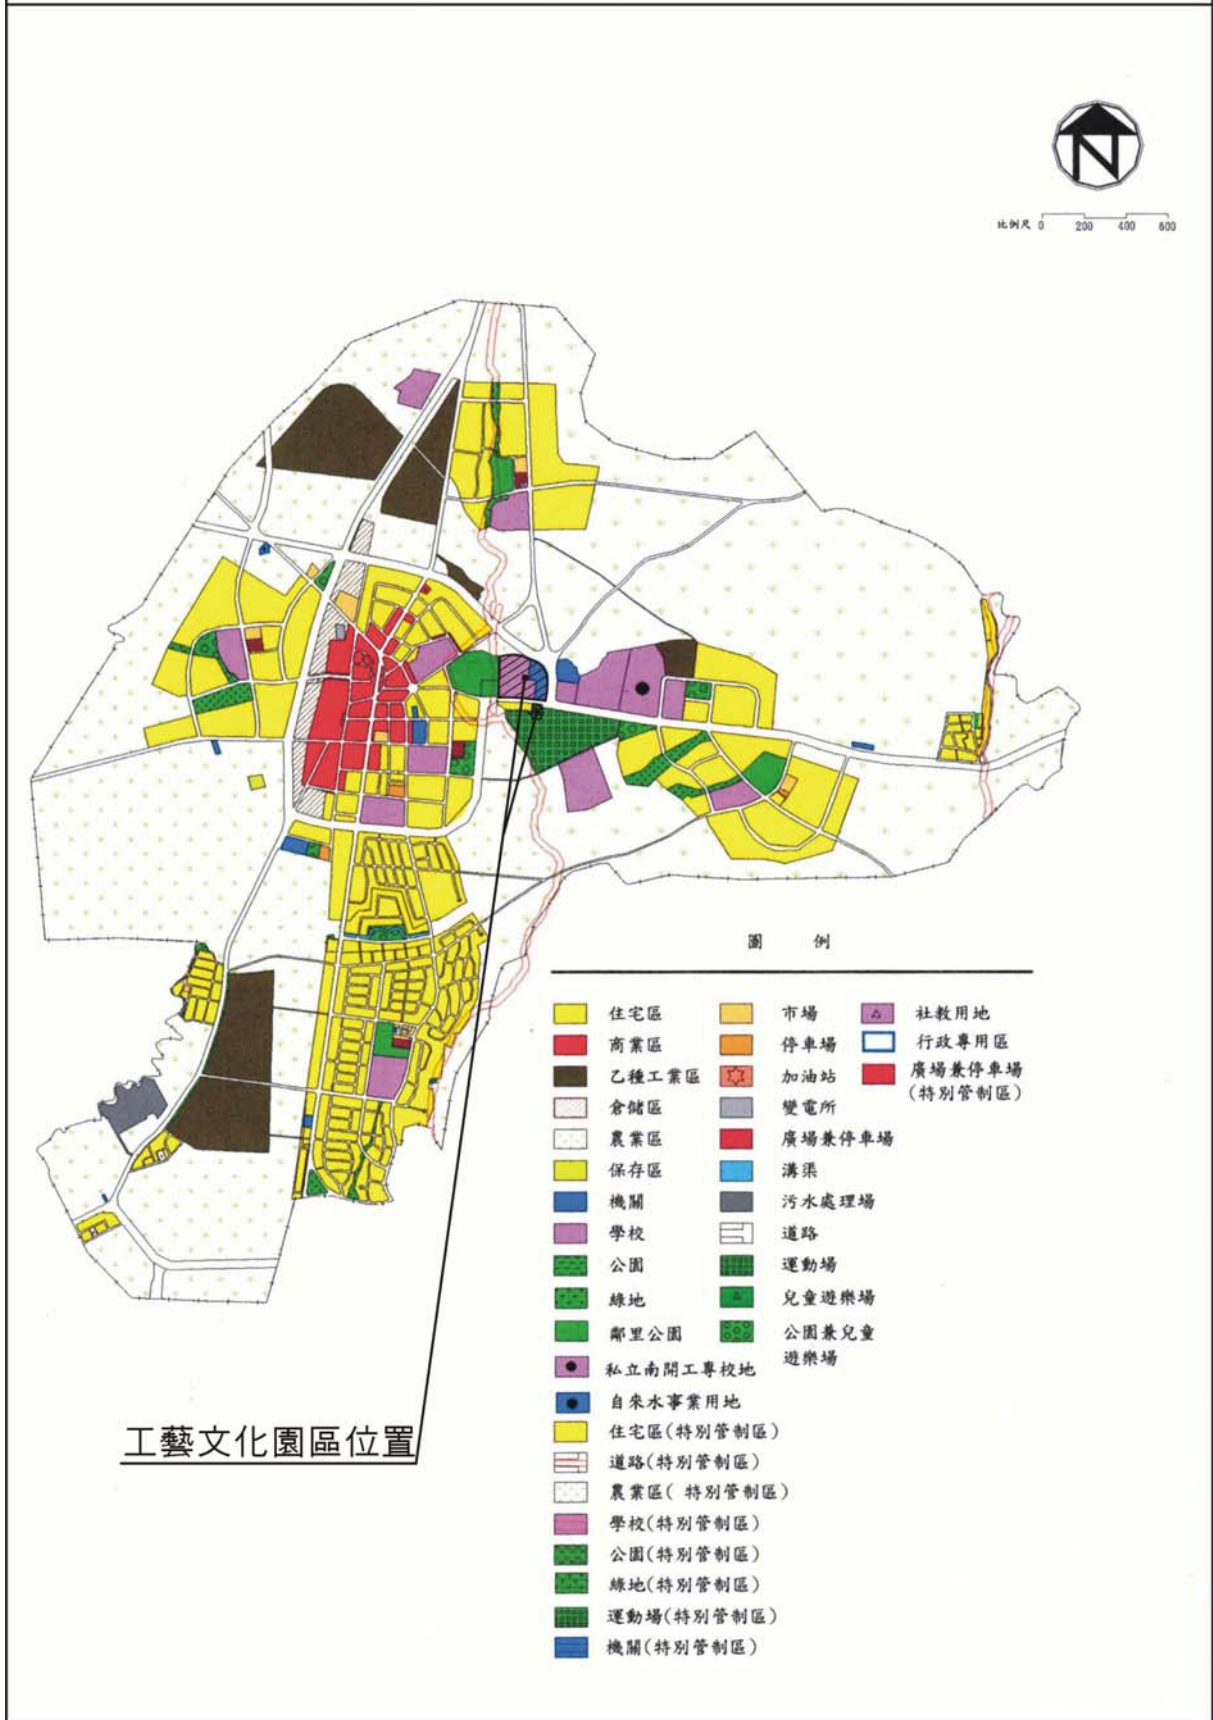 N
比例尺 0 200 400 600
圖 例
住宅區 市場 社教用地
商業區 停車場 行政專用區
乙種工業區 加油站 廣場兼停車場
(特別管制區)
倉儲區 變電所
農業區 廣場兼停車場
保存區 溝渠
機關 污水處理場
學校 道路
公園 運動場
綠地 兒童遊樂場
鄰里公園 公園兼兒童
遊樂場
私立南開工專校地
自來水事業用地
住宅區(特別管制區)
道路(特別管制區)
農業區( 特別管制區)
學校(特別管制區)
公園(特別管制區)
綠地(特別管制區)
運動場(特別管制區)
機關(特別管制區)
工藝文化園區位置